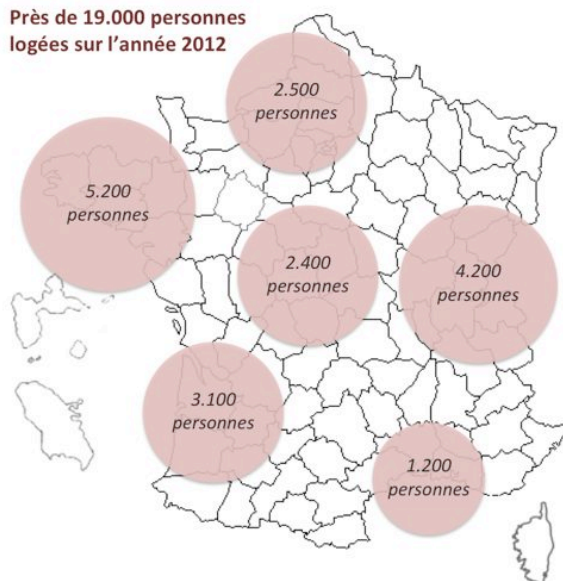 Près de 19.000 personnes
logées sur l'année 2012
2.500
personnes
5.200
personnes
2.400
personnes
4.200
personnes
3.100
personnes
1.200
personnes